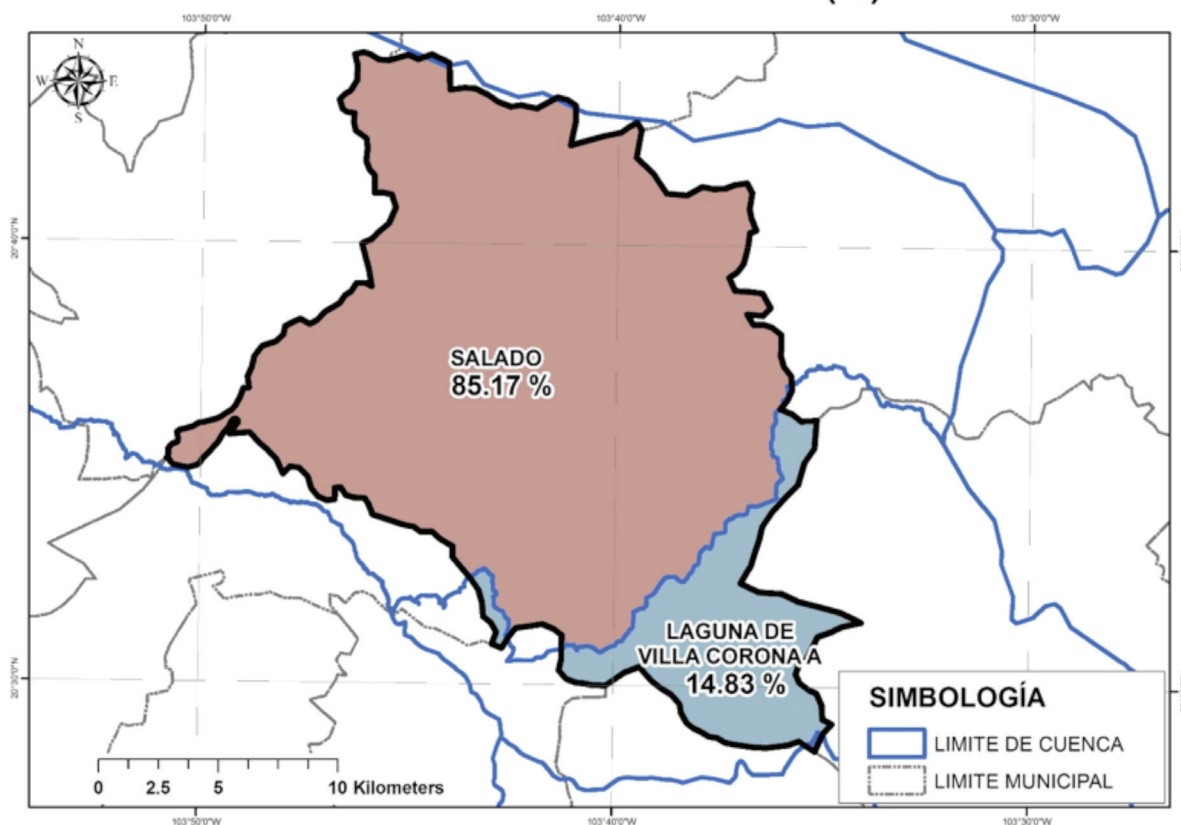 103°50'0"W 103°40'0"W 103°30'0"W
N
W E
S
20°40'0"N
SALADO
85.17 %
LAGUNA DE
VILLA CORONA A
14.83 %
20°30'0"N
SIMBOLOGÍA
LIMITE DE CUENCA
LIMITE MUNICIPAL
0 2.5 5 10 Kilometers
103°50'0"W 103°40'0"W 103°30'0"W